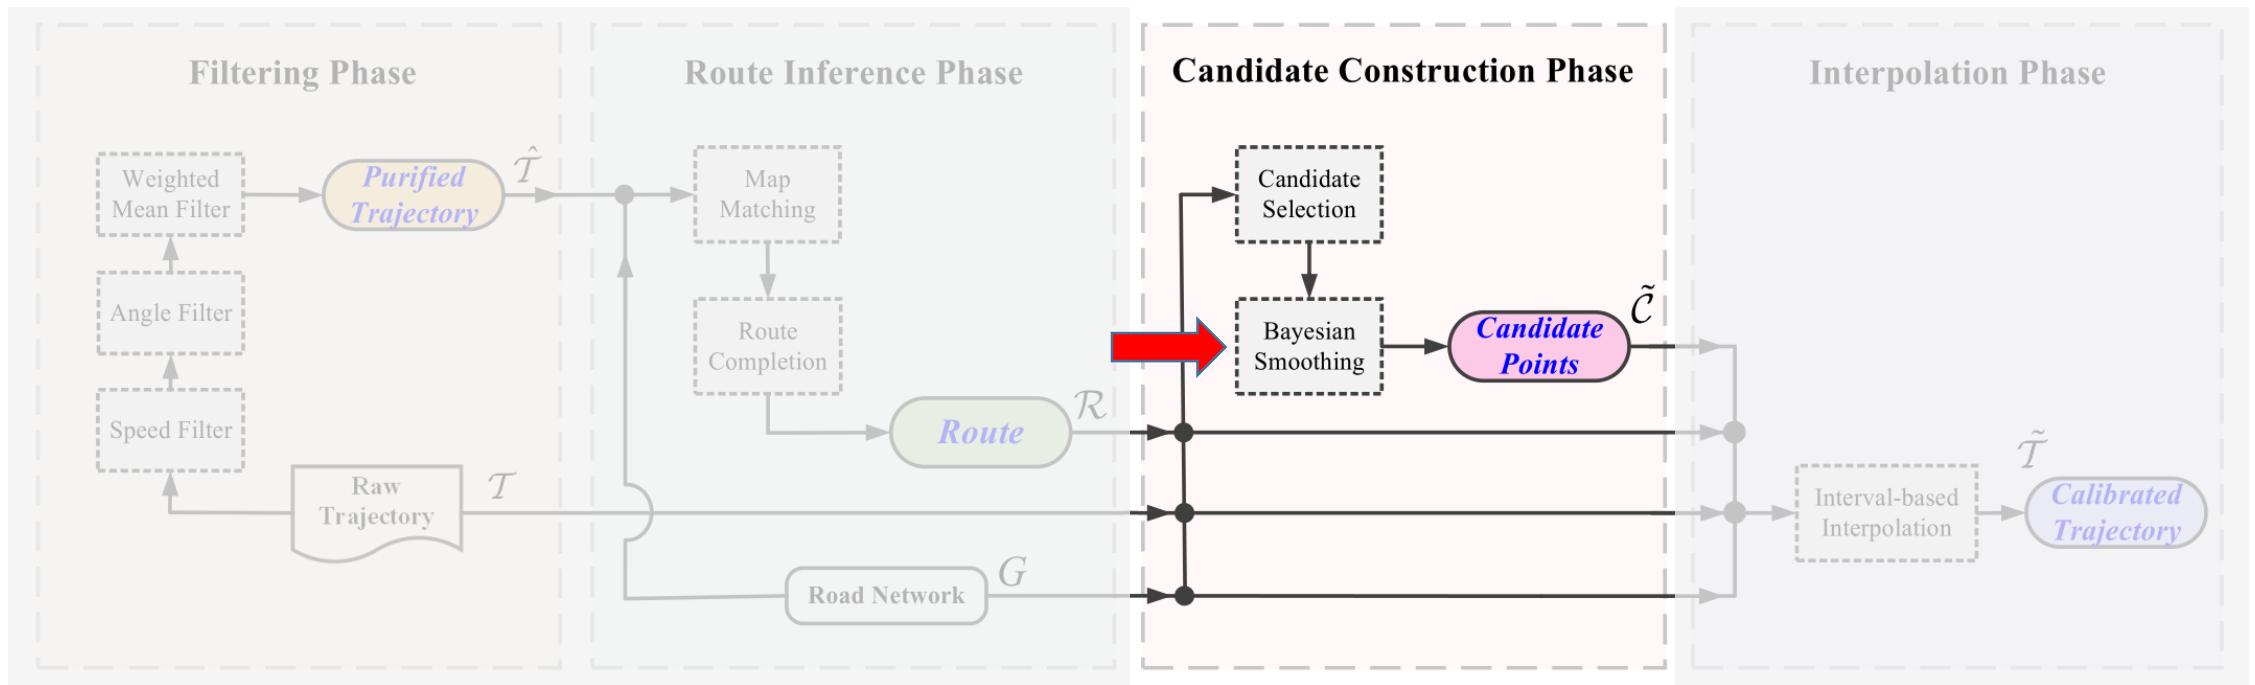 Filtering Phase
Weighted
Mean Filter
Purified
Trajectory
𝒯̂
Angle Filter
Speed Filter
Raw
Trajectory
𝒯
Route Inference Phase
Map
Matching
Route
Completion
Route
ℛ
Road Network
G
Candidate Construction Phase
Candidate
Selection
Bayesian
Smoothing
Candidate
Points
𝒞̃
Interpolation Phase
Interval-based
Interpolation
𝒯̃
Calibrated
Trajectory